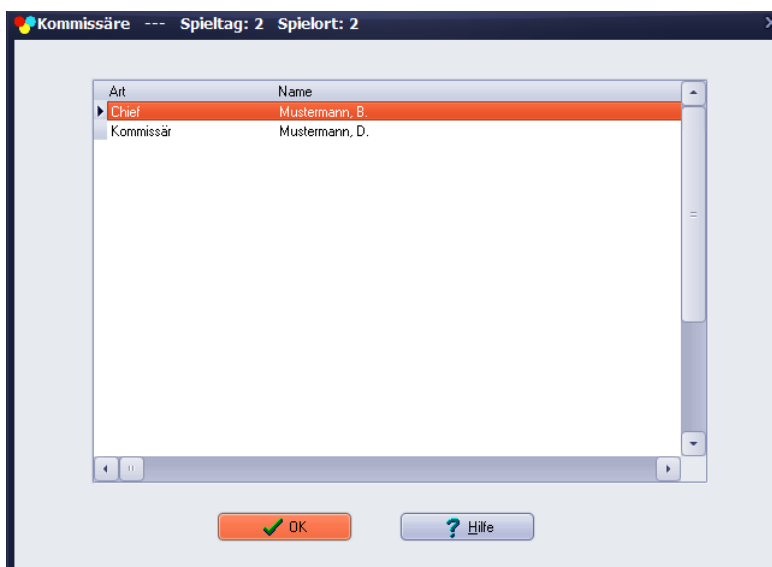 Kommissäre --- Spieltag: 2 Spielort: 2
Art Name
Chief Mustermann, B.
Kommissär Mustermann, D.
OK Hilfe